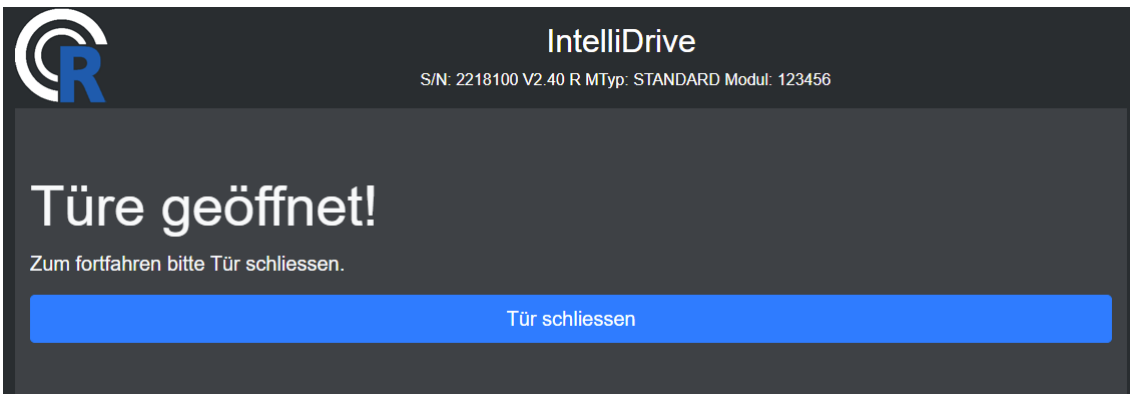 IntelliDrive
S/N: 2218100 V2.40 R MTyp: STANDARD Modul: 123456
Türe geöffnet!
Zum fortfahren bitte Tür schliessen.
Tür schliessen